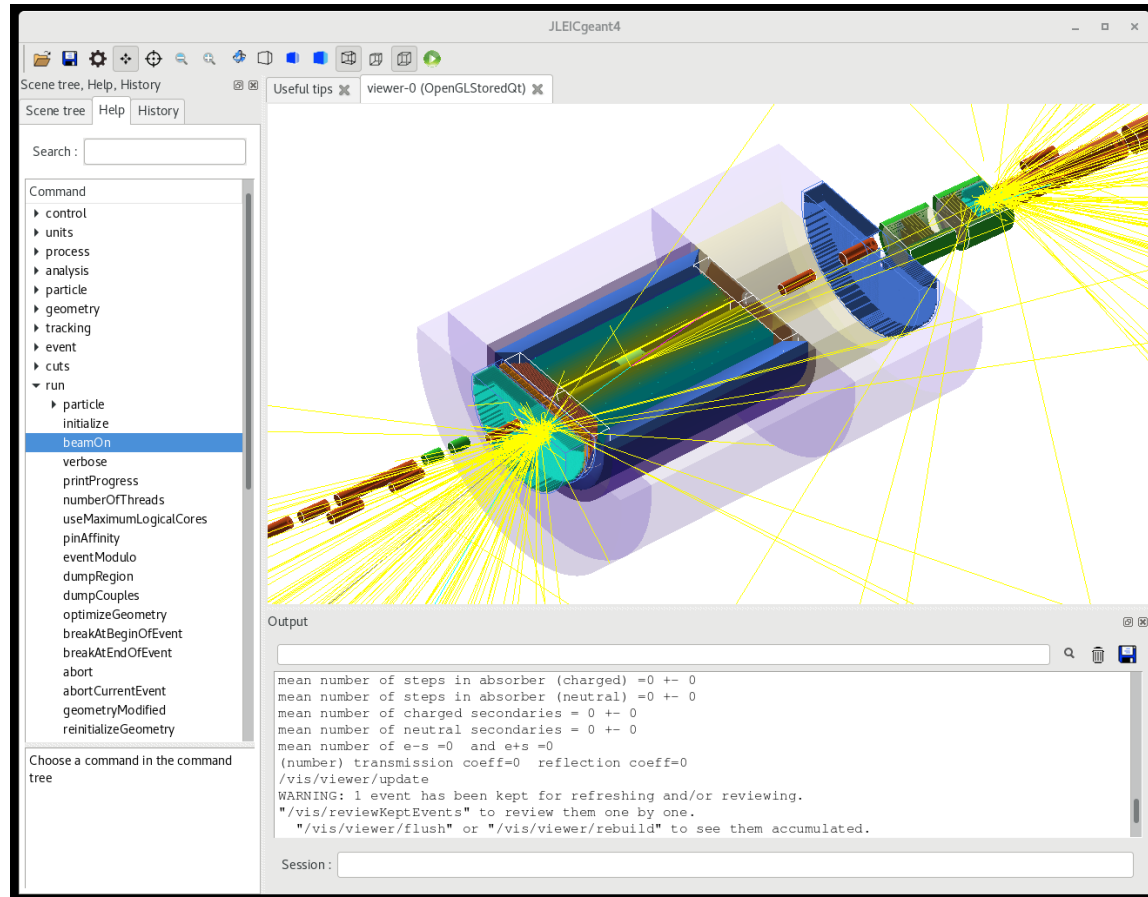 JLEICgeant4
Scene tree, Help, History
Scene tree Help History
Search :
Command
control
units
process
analysis
particle
geometry
tracking
event
cuts
run
particle
initialize
beamOn
verbose
printProgress
numberOfThreads
useMaximumLogicalCores
pinAffinity
eventModulo
dumpRegion
dumpCouples
optimizeGeometry
breakAtBeginOfEvent
breakAtEndOfEvent
abort
abortCurrentEvent
geometryModified
reinitializeGeometry
Choose a command in the command
tree
Useful tips viewer-0 (OpenGLStoredQt)
Output
mean number of steps in absorber (charged) =0 +- 0
mean number of steps in absorber (neutral) =0 +- 0
mean number of charged secondaries = 0 +- 0
mean number of neutral secondaries = 0 +- 0
mean number of e-s =0  and e+s =0
(number) transmission coeff=0  reflection coeff=0
/vis/viewer/update
WARNING: 1 event has been kept for refreshing and/or reviewing.
"/vis/reviewKeptEvents" to review them one by one.
"/vis/viewer/flush" or "/vis/viewer/rebuild" to see them accumulated.
Session :